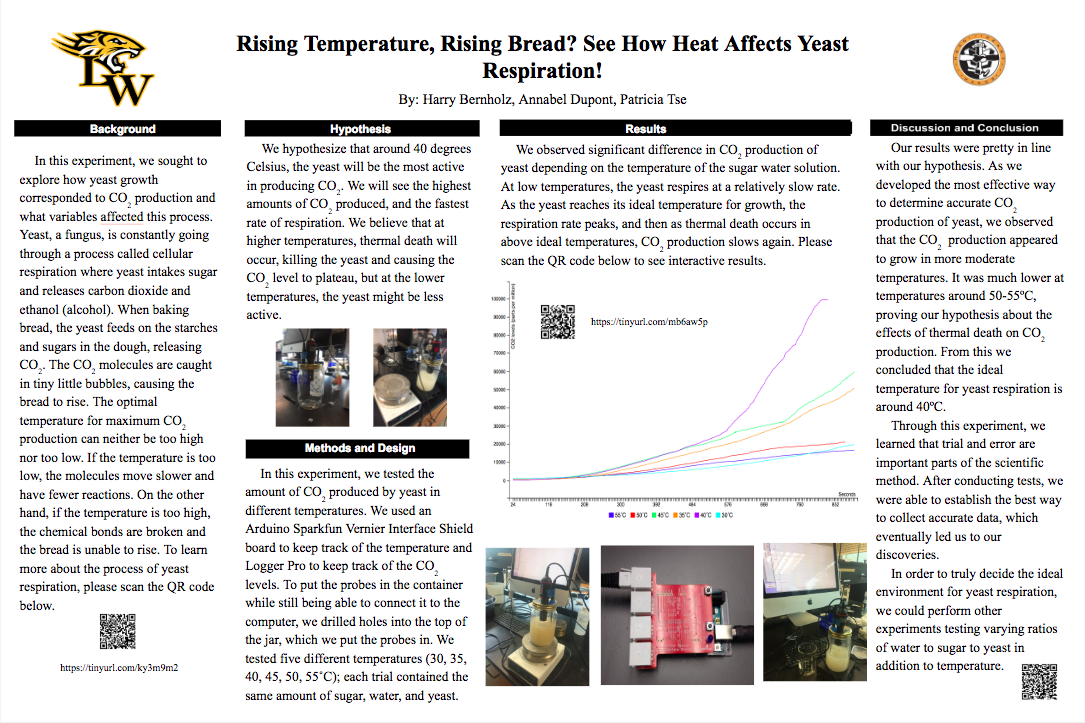 LW
Rising Temperature, Rising Bread? See How Heat Affects Yeast
Respiration!
By: Harry Bernholz, Annabel Dupont, Patricia Tse
Background
In this experiment, we sought to
explore how yeast growth
corresponded to CO2 production and
what variables affected this process.
Yeast, a fungus, is constantly going
through a process called cellular
respiration where yeast intakes sugar
and releases carbon dioxide and
ethanol (alcohol). When baking
bread, the yeast feeds on the starches
and sugars in the dough, releasing
CO2. The CO2 molecules are caught
in tiny little bubbles, causing the
bread to rise. The optimal
temperature for maximum CO2
production can neither be too high
nor too low. If the temperature is too
low, the molecules move slower and
have fewer reactions. On the other
hand, if the temperature is too high,
the chemical bonds are broken and
the bread is unable to rise. To learn
more about the process of yeast
respiration, please scan the QR code
below.
https://tinyurl.com/ky3m9m2
Hypothesis
We hypothesize that around 40 degrees
Celsius, the yeast will be the most active
in producing CO2. We will see the highest
amounts of CO2 produced, and the fastest
rate of respiration. We believe that at
higher temperatures, thermal death will
occur, killing the yeast and causing the
CO2 level to plateau, but at the lower
temperatures, the yeast might be less
active.
Methods and Design
In this experiment, we tested the
amount of CO2 produced by yeast in
different temperatures. We used an
Arduino Sparkfun Vernier Interface Shield
board to keep track of the temperature and
Logger Pro to keep track of the CO2
levels. To put the probes in the container
while still being able to connect it to the
computer, we drilled holes into the top of
the jar, which we put the probes in. We
tested five different temperatures (30, 35,
40, 45, 50, 55˚C); each trial contained the
same amount of sugar, water, and yeast.
Results
We observed significant difference in CO2 production of
yeast depending on the temperature of the sugar water solution.
At low temperatures, the yeast respires at a relatively slow rate.
As the yeast reaches its ideal temperature for growth, the
respiration rate peaks, and then as thermal death occurs in
above ideal temperatures, CO2 production slows again. Please
scan the QR code below to see interactive results.
https://tinyurl.com/mb6aw5p
CO2 levels (parts per million)
100000
90000
80000
70000
60000
50000
40000
30000
20000
10000
0
Seconds
24 116 208 300 392 484 576 668 760 852
55˚C 50˚C 45˚C 35˚C 40˚C 30˚C
Discussion and Conclusion
Our results were pretty in line
with our hypothesis. As we
developed the most effective way
to determine accurate CO2
production of yeast, we observed
that the CO2 production appeared
to grow in more moderate
temperatures. It was much lower at
temperatures around 50-55ºC,
proving our hypothesis about the
effects of thermal death on CO2
production. From this we
concluded that the ideal
temperature for yeast respiration is
around 40ºC.
Through this experiment, we
learned that trial and error are
important parts of the scientific
method. After conducting tests, we
were able to establish the best way
to collect accurate data, which
eventually led us to our
discoveries.
In order to truly decide the ideal
environment for yeast respiration,
we could perform other
experiments testing varying ratios
of water to sugar to yeast in
addition to temperature.